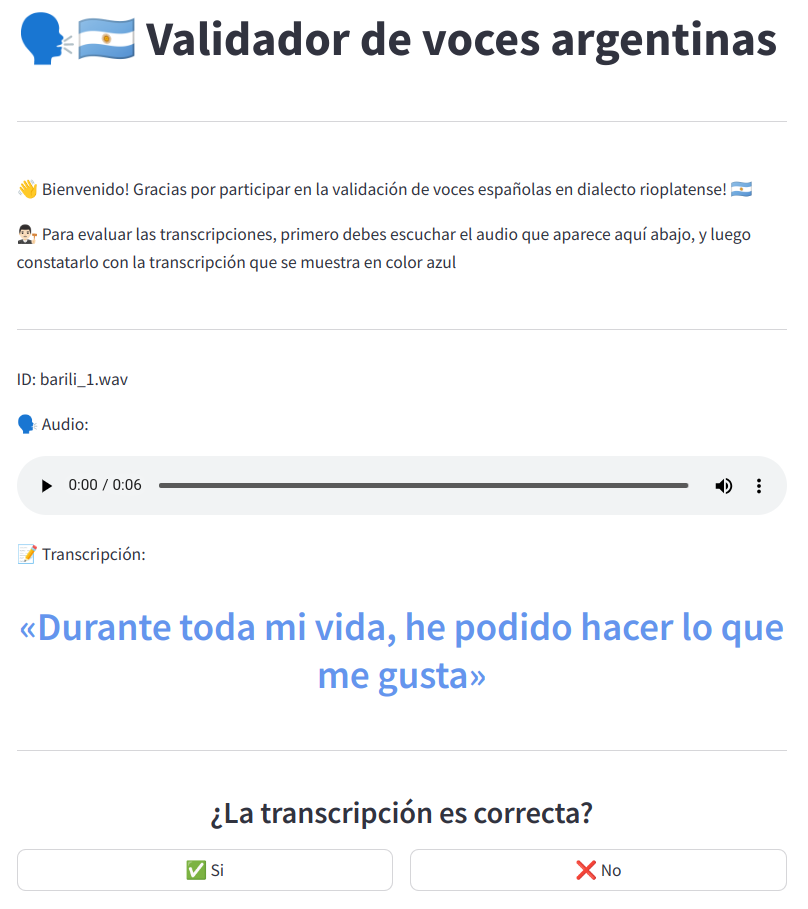 🗣️🇦🇷 Validador de voces argentinas
👋 Bienvenido! Gracias por participar en la validación de voces españolas en dialecto rioplatense! 🇦🇷
👨🏻‍⚖️ Para evaluar las transcripciones, primero debes escuchar el audio que aparece aquí abajo, y luego
constatarlo con la transcripción que se muestra en color azul
ID: barili_1.wav
🗣️ Audio:
0:00 / 0:06
📝 Transcripción:
«Durante toda mi vida, he podido hacer lo que
me gusta»
¿La transcripción es correcta?
✅ Si
❌ No